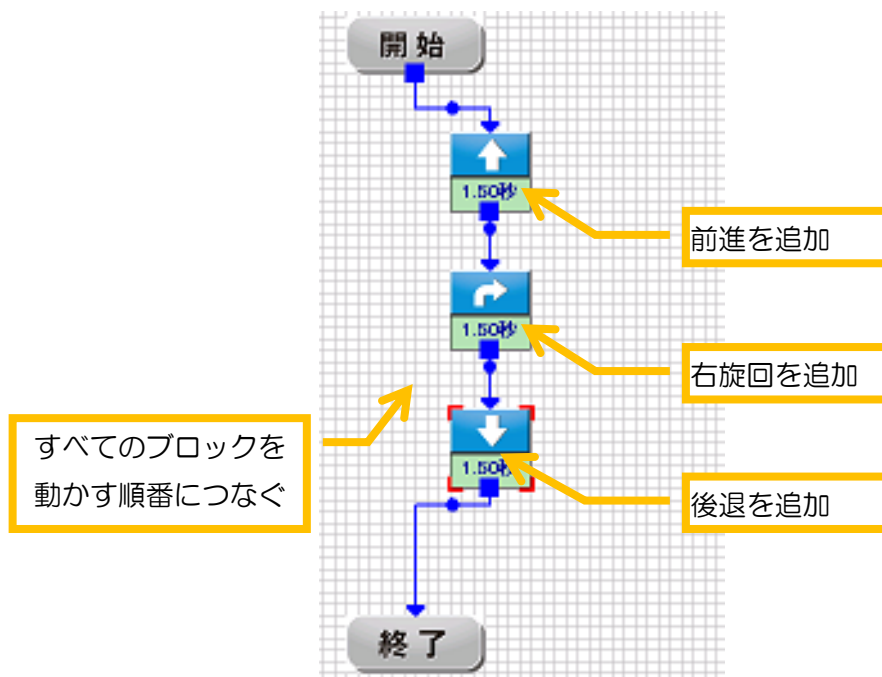 開始
1.50秒
前進を追加
1.50秒
右旋回を追加
すべてのブロックを
動かす順番につなぐ
1.50秒
後退を追加
終了